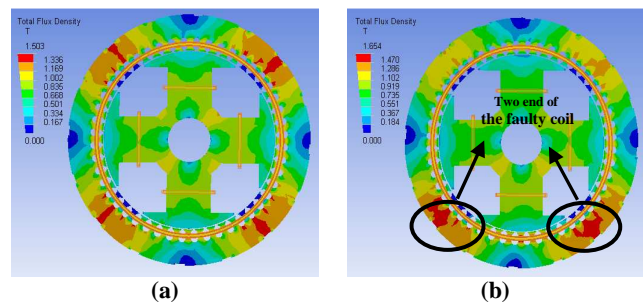 Total Flux Density
T
1.503
1.336
1.169
1.002
0.835
0.668
0.501
0.334
0.167
0.000
(a)
Total Flux Density
T
1.654
1.470
1.286
1.102
0.919
0.735
0.551
0.367
0.184
0.000
Two end of
the faulty coil
(b)